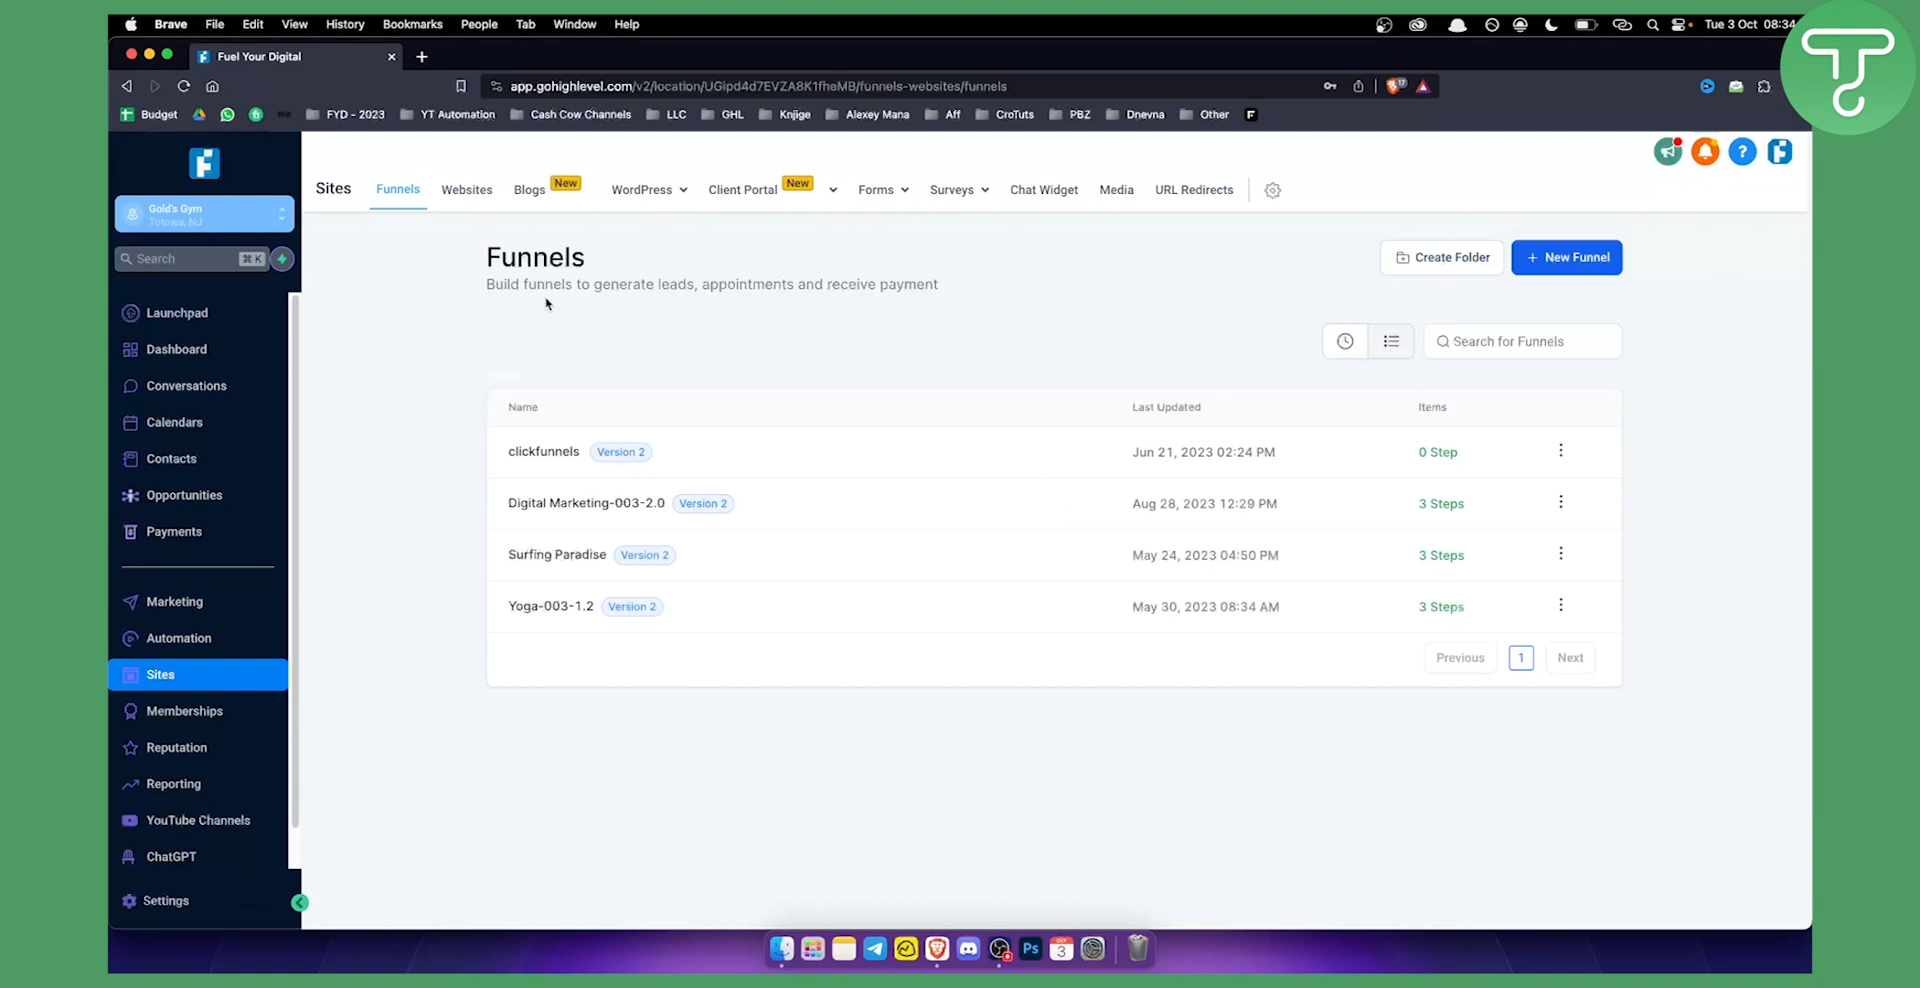 Brave File Edit View History Bookmarks People Tab Window Help Tue 3 Oct 08:34
Fuel Your Digital
app.gohighlevel.com/v2/location/UGipd4d7EVZA8K1fheMB/funnels-websites/funnels
Budget FYD - 2023 YT Automation Cash Cow Channels LLC GHL Knjige Alexey Mana Aff CroTuts PBZ Dnevna Other
Sites Funnels Websites Blogs New WordPress Client Portal New Forms Surveys Chat Widget Media URL Redirects
Gold's Gym
Totowa, NJ
Search ⌘ K
Launchpad
Dashboard
Conversations
Calendars
Contacts
Opportunities
Payments
Marketing
Automation
Sites
Memberships
Reputation
Reporting
YouTube Channels
ChatGPT
Settings
Funnels
Build funnels to generate leads, appointments and receive payment
Create Folder + New Funnel
Search for Funnels
Name Last Updated Items
clickfunnels Version 2 Jun 21, 2023 02:24 PM 0 Step
Digital Marketing-003-2.0 Version 2 Aug 28, 2023 12:29 PM 3 Steps
Surfing Paradise Version 2 May 24, 2023 04:50 PM 3 Steps
Yoga-003-1.2 Version 2 May 30, 2023 08:34 AM 3 Steps
Previous 1 Next
Ps
3